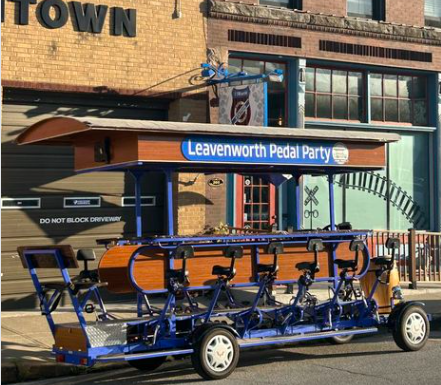 TOWN
Leavenworth Pedal Party
DO NOT BLOCK DRIVEWAY